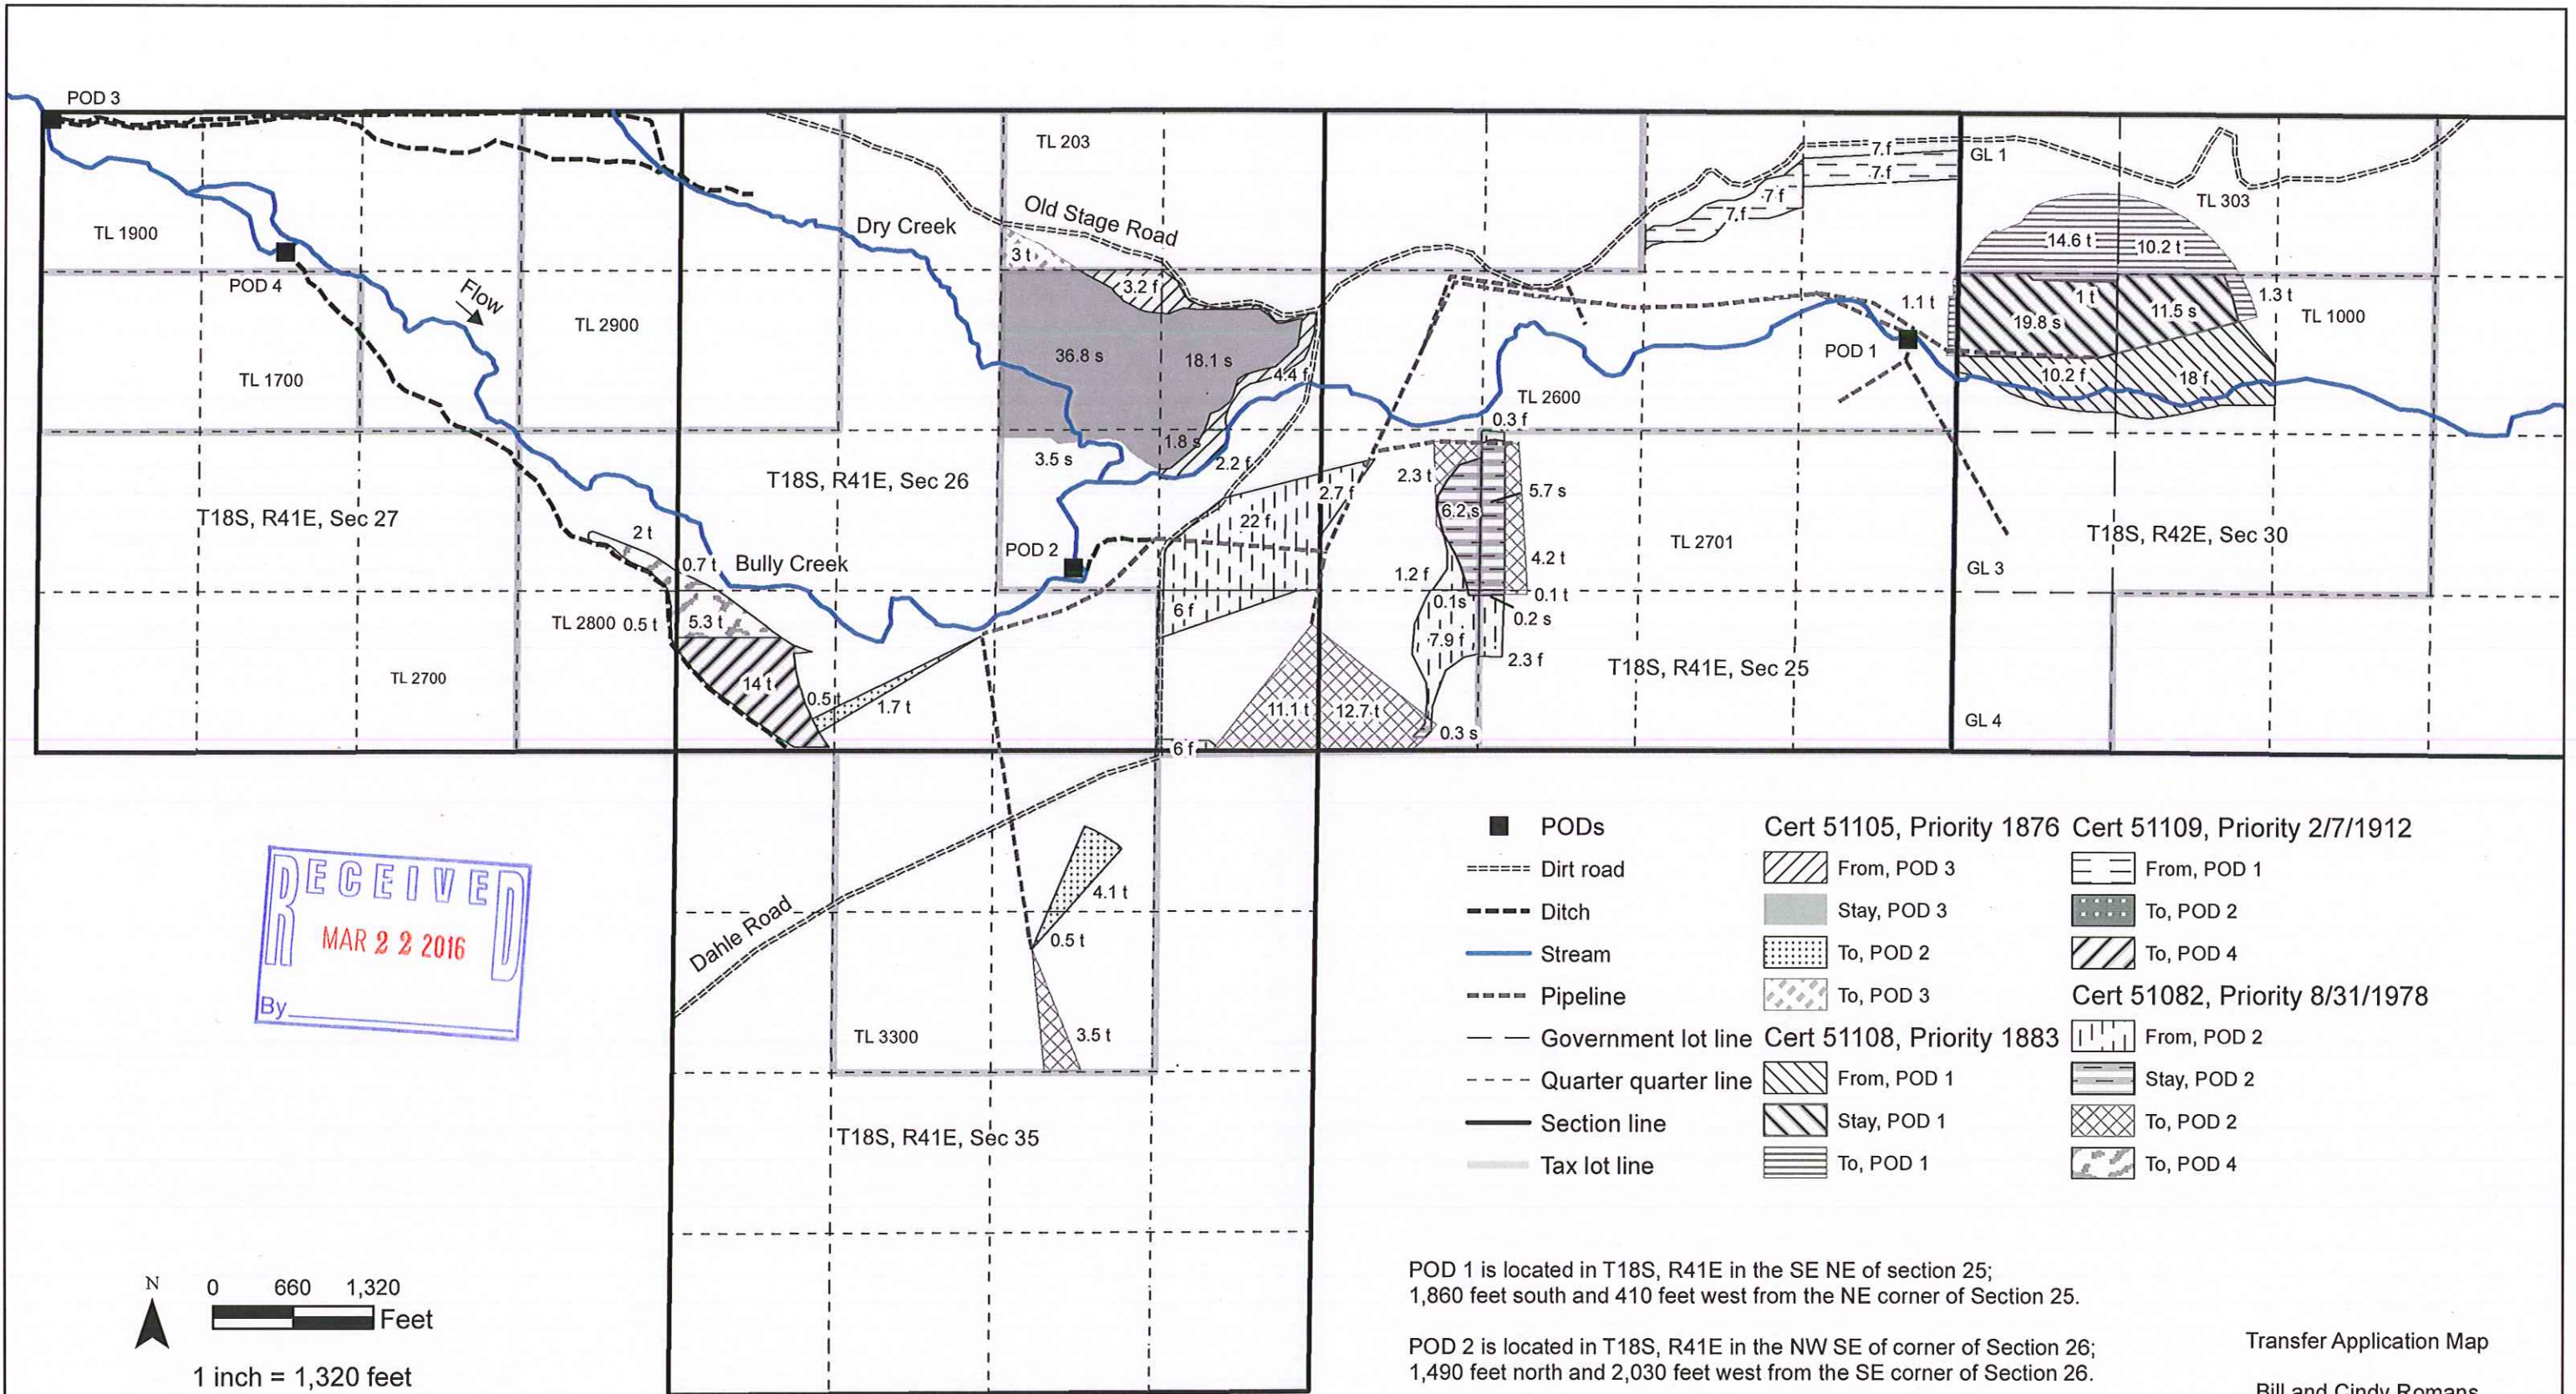 POD 3
TL 203
GL 1
7.f
7.f
7.f
7.f
TL 303
Old Stage Road
Dry Creek
TL 1900
3 t
14.6 t
10.2 t
POD 4
Flow
3.2 f
1.1 t
1 t
1.3 t
TL 2900
19.8 s
11.5 s
TL 1000
36.8 s
18.1 s
POD 1
TL 1700
4.4 f
10.2 f
18 f
TL 2600
0.3 f
1.8 s
3.5 s
2.2 f
T18S, R41E, Sec 26
2.3 t
2.7 f
5.7 s
T18S, R41E, Sec 27
22 f
6.2 s
2 t
T18S, R42E, Sec 30
TL 2701
POD 2
0.7 t
Bully Creek
4.2 t
1.2 f
GL 3
0.1 t
0.1s
6 f
0.2 s
TL 2800
0.5 t
5.3 t
7.9 f
2.3 f
T18S, R41E, Sec 25
TL 2700
14 t
0.5 t
1.7 t
11.1 t
12.7 t
GL 4
0.3 s
6 f
4.1 t
Dahle Road
0.5 t
3.5 t
TL 3300
T18S, R41E, Sec 35
RECEIVED
MAR 2 2 2016
By
PODs
Dirt road
Ditch
Stream
Pipeline
Government lot line
Quarter quarter line
Section line
Tax lot line
Cert 51105, Priority 1876
From, POD 3
Stay, POD 3
To, POD 2
To, POD 3
Cert 51108, Priority 1883
From, POD 1
Stay, POD 1
To, POD 1
Cert 51109, Priority 2/7/1912
From, POD 1
To, POD 2
To, POD 4
Cert 51082, Priority 8/31/1978
From, POD 2
Stay, POD 2
To, POD 2
To, POD 4
N
0 660 1,320
Feet
1 inch = 1,320 feet
POD 1 is located in T18S, R41E in the SE NE of section 25;
1,860 feet south and 410 feet west from the NE corner of Section 25.
POD 2 is located in T18S, R41E in the NW SE of corner of Section 26;
1,490 feet north and 2,030 feet west from the SE corner of Section 26.
Transfer Application Map
Bill and Cindy Romans